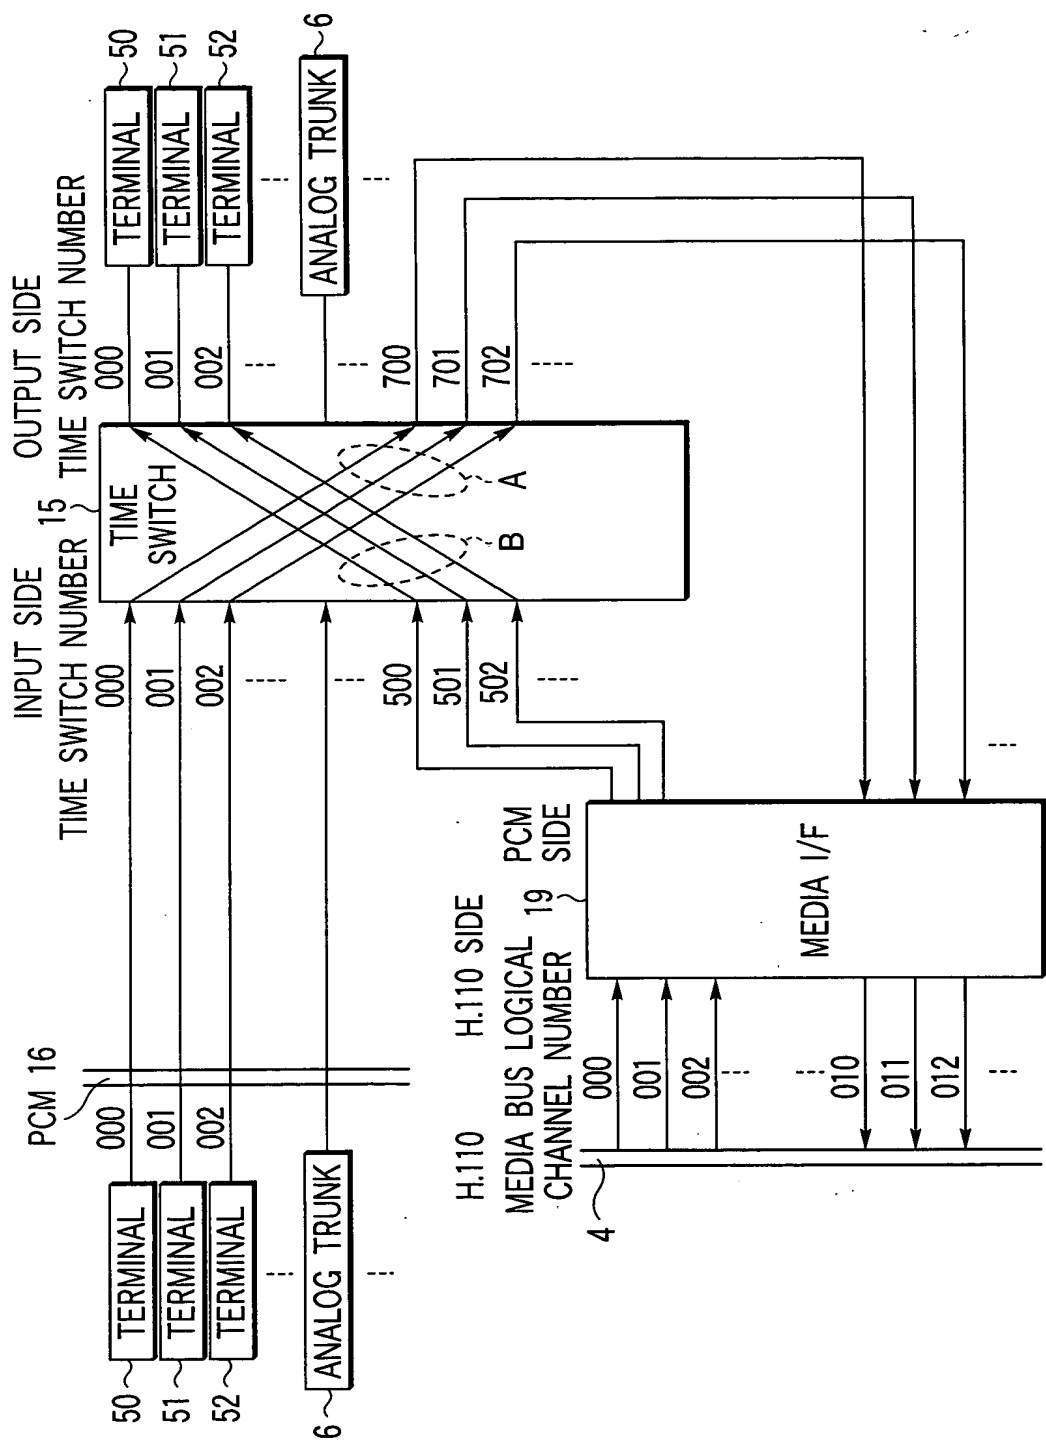 INPUT SIDE
TIME SWITCH NUMBER
15
OUTPUT SIDE
TIME SWITCH NUMBER
PCM 16
50
TERMINAL
000
000
000
TERMINAL
50
51
TERMINAL
001
001
001
TERMINAL
51
52
TERMINAL
002
002
002
TERMINAL
52
TIME
SWITCH
6
ANALOG TRUNK
ANALOG TRUNK
6
B
A
500
501
502
700
701
702
H.110
MEDIA BUS LOGICAL
CHANNEL NUMBER
H.110 SIDE
19
PCM
SIDE
4
000
001
002
MEDIA I/F
010
011
012